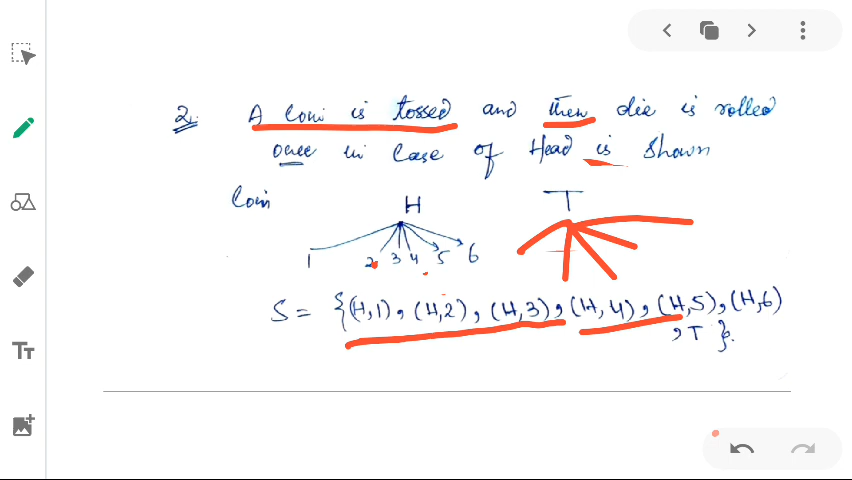 2. A Coin is tossed and then die is rolled
once in Case of Head is shown
Coin H T
1 2 3 4 5 6
S = {(H,1), (H,2), (H,3), (H,4), (H,5), (H,6)
, T }.
Tт